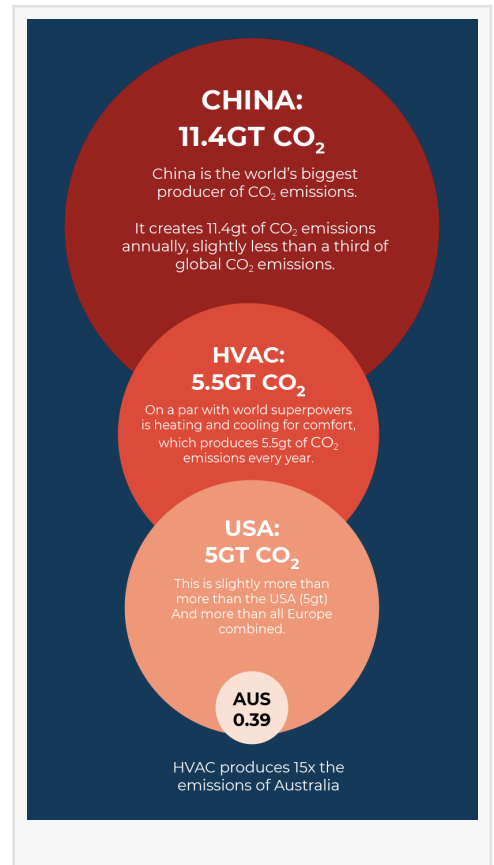 CHINA:
11.4GT CO₂
China is the world's biggest
producer of CO₂ emissions.
It creates 11.4gt of CO₂ emissions
annually, slightly less than a third of
global CO₂ emissions.
HVAC:
5.5GT CO₂
On a par with world superpowers
is heating and cooling for comfort,
which produces 5.5gt of CO₂
emissions every year.
USA:
5GT CO₂
This is slightly more than
more than the USA (5gt)
And more than all Europe
combined.
AUS
0.39
HVAC produces 15x the
emissions of Australia